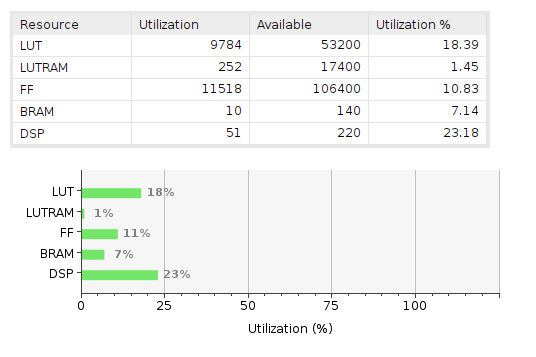 Resource Utilization Available Utilization %
LUT 9784 53200 18.39
LUTRAM 252 17400 1.45
FF 11518 106400 10.83
BRAM 10 140 7.14
DSP 51 220 23.18
LUT 18%
LUTRAM 1%
FF 11%
BRAM 7%
DSP 23%
0 25 50 75 100
Utilization (%)